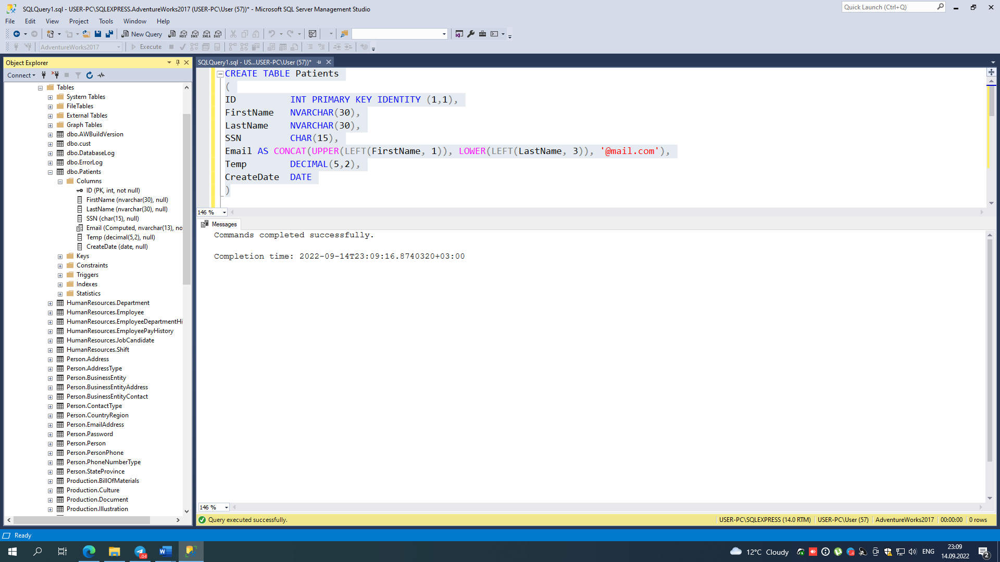 SQLQuery1.sql - USER-PC\SQLEXPRESS.AdventureWorks2017 (USER-PC\User (57))* - Microsoft SQL Server Management Studio
Quick Launch (Ctrl+Q)
File Edit View Project Tools Window Help
New Query
MDX DMX XMLA DAX
AdventureWorks2017
Execute
Object Explorer
Connect
Tables
System Tables
FileTables
External Tables
Graph Tables
dbo.AWBuildVersion
dbo.cust
dbo.DatabaseLog
dbo.ErrorLog
dbo.Patients
Columns
ID (PK, int, not null)
FirstName (nvarchar(30), null)
LastName (nvarchar(30), null)
SSN (char(15), null)
Email (Computed, nvarchar(13), no
Temp (decimal(5,2), null)
CreateDate (date, null)
Keys
Constraints
Triggers
Indexes
Statistics
HumanResources.Department
HumanResources.Employee
HumanResources.EmployeeDepartmentHi
HumanResources.EmployeePayHistory
HumanResources.JobCandidate
HumanResources.Shift
Person.Address
Person.AddressType
Person.BusinessEntity
Person.BusinessEntityAddress
Person.BusinessEntityContact
Person.ContactType
Person.CountryRegion
Person.EmailAddress
Person.Password
Person.Person
Person.PersonPhone
Person.PhoneNumberType
Person.StateProvince
Production.BillOfMaterials
Production.Culture
Production.Document
Production.Illustration
SQLQuery1.sql - US...USER-PC\User (57))*
CREATE TABLE Patients
(
ID INT PRIMARY KEY IDENTITY (1,1),
FirstName NVARCHAR(30),
LastName NVARCHAR(30),
SSN CHAR(15),
Email AS CONCAT(UPPER(LEFT(FirstName, 1)), LOWER(LEFT(LastName, 3)), '@mail.com'),
Temp DECIMAL(5,2),
CreateDate DATE
)
146 %
Messages
Commands completed successfully.
Completion time: 2022-09-14T23:09:16.8740320+03:00
146 %
Query executed successfully.
USER-PC\SQLEXPRESS (14.0 RTM) USER-PC\User (57) AdventureWorks2017 00:00:00 0 rows
Ready
12°C Cloudy
ENG
23:09
14.09.2022
2